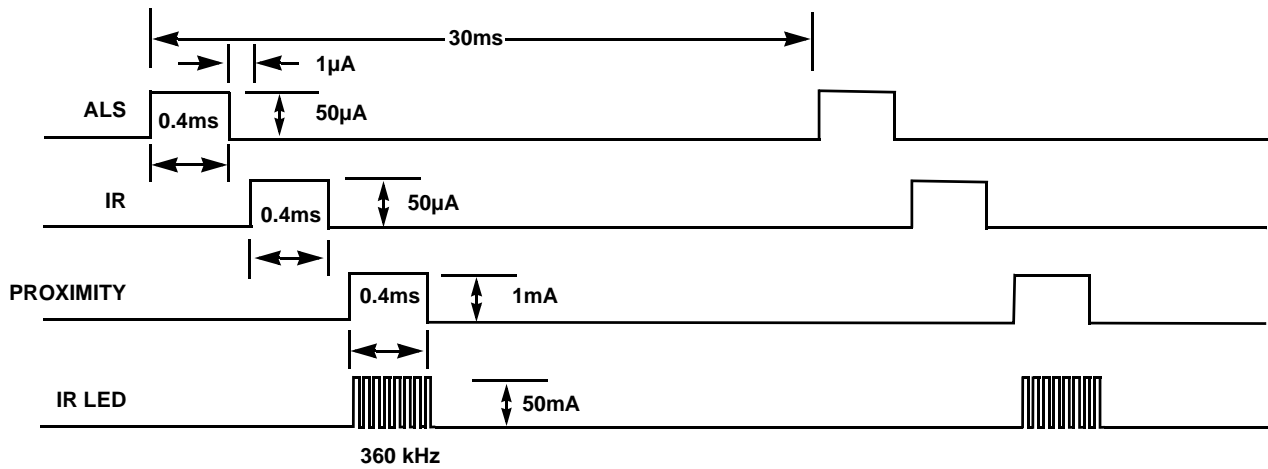 30ms
1µA
ALS
0.4ms
50µA
IR
0.4ms
50µA
PROXIMITY
0.4ms
1mA
IR LED
50mA
360 kHz